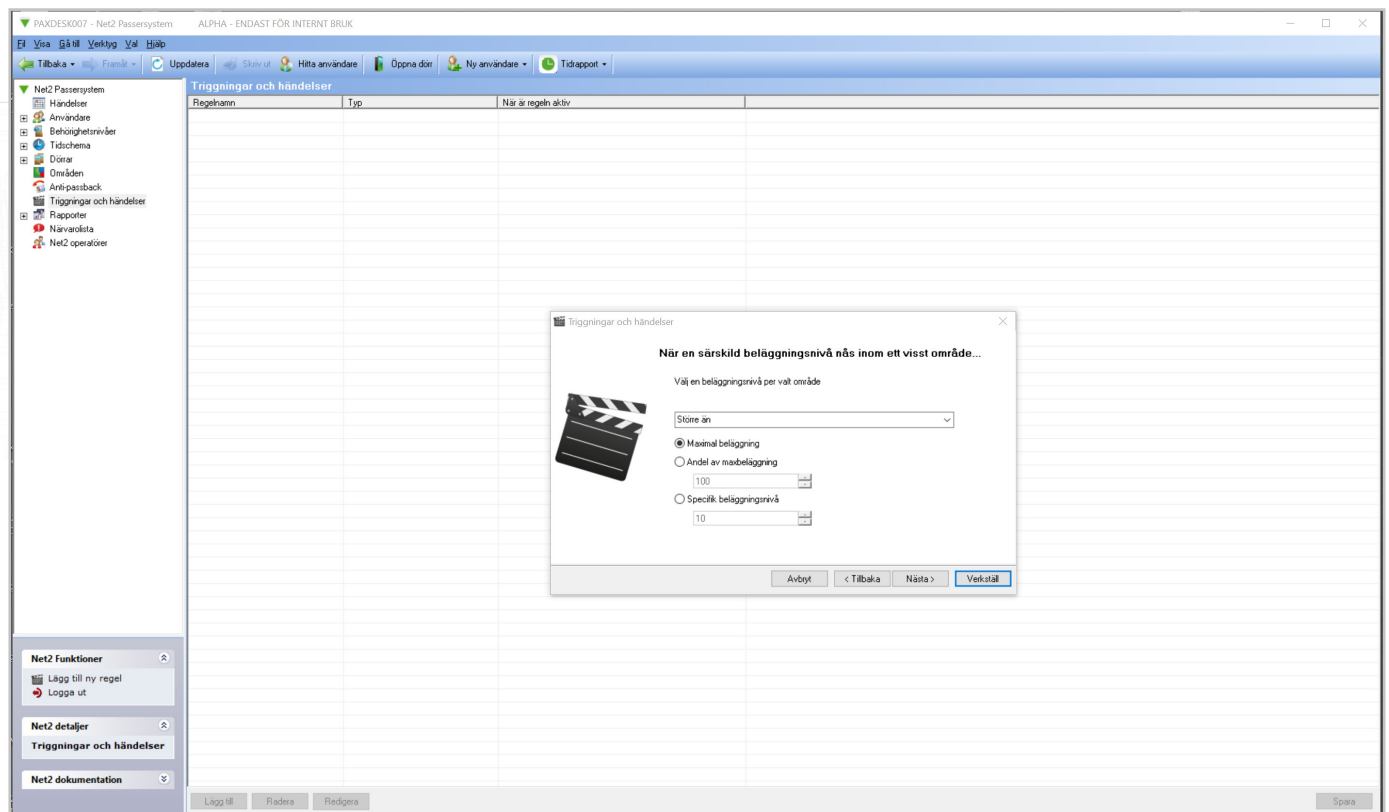 PAXDESK007 - Net2 Passersystem ALPHA - ENDAST FÖR INTERNT BRUK
Fil Visa Gå till Verktyg Val Hjälp
Tillbaka Framåt Uppdatera Skriv ut Hitta användare Öppna dörr Ny användare Tidrapport
Net2 Passersystem
Händelser
Användare
Behörighetsnivåer
Tidschema
Dörrar
Områden
Anti-passback
Triggningar och händelser
Rapporter
Närvarolista
Net2 operatörer
Triggningar och händelser
Regelnamn Typ När är regeln aktiv
Triggningar och händelser
När en särskild beläggningsnivå nås inom ett visst område...
Välj en beläggningsnivå per valt område
Större än
Maximal beläggning
Andel av maxbeläggning
100
Specifik beläggningsnivå
10
Avbryt < Tillbaka Nästa > Verkställ
Net2 Funktioner
Lägg till ny regel
Logga ut
Net2 detaljer
Triggningar och händelser
Net2 dokumentation
Lägg till Radera Redigera Spara